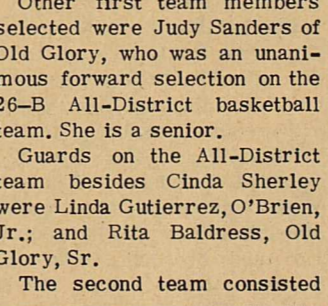 Other first team members
selected were Judy Sanders of
Old Glory, who was an unani-
mous forward selection on the
26-B All-District basketball
team. She is a senior.
Guards on the All-District
team besides Cinda Sherley
were Linda Gutierrez, O'Brien,
Jr.; and Rita Baldress, Old
Glory, Sr.
The second team consisted